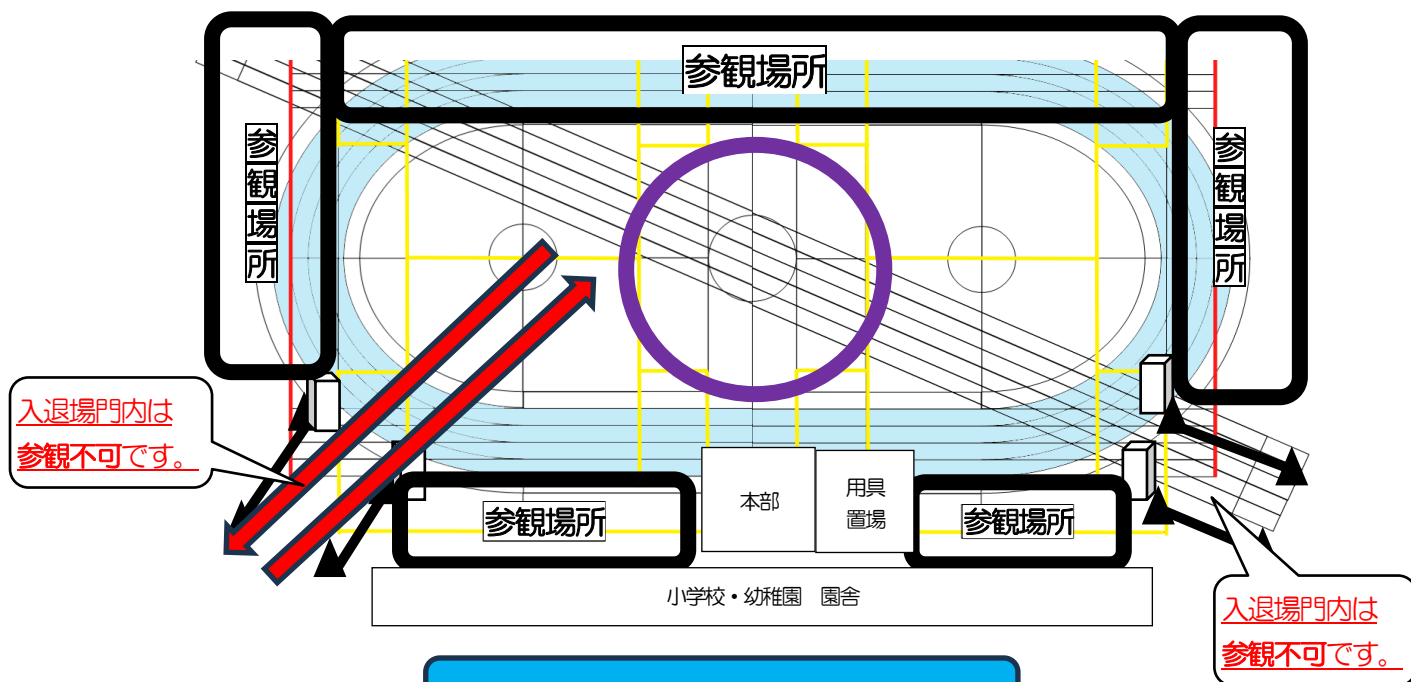 参観場所
参観場所
参観場所
入退場門内は
参観不可です。
本部
用具
置場
参観場所
参観場所
小学校・幼稚園　園舎
入退場門内は
参観不可です。